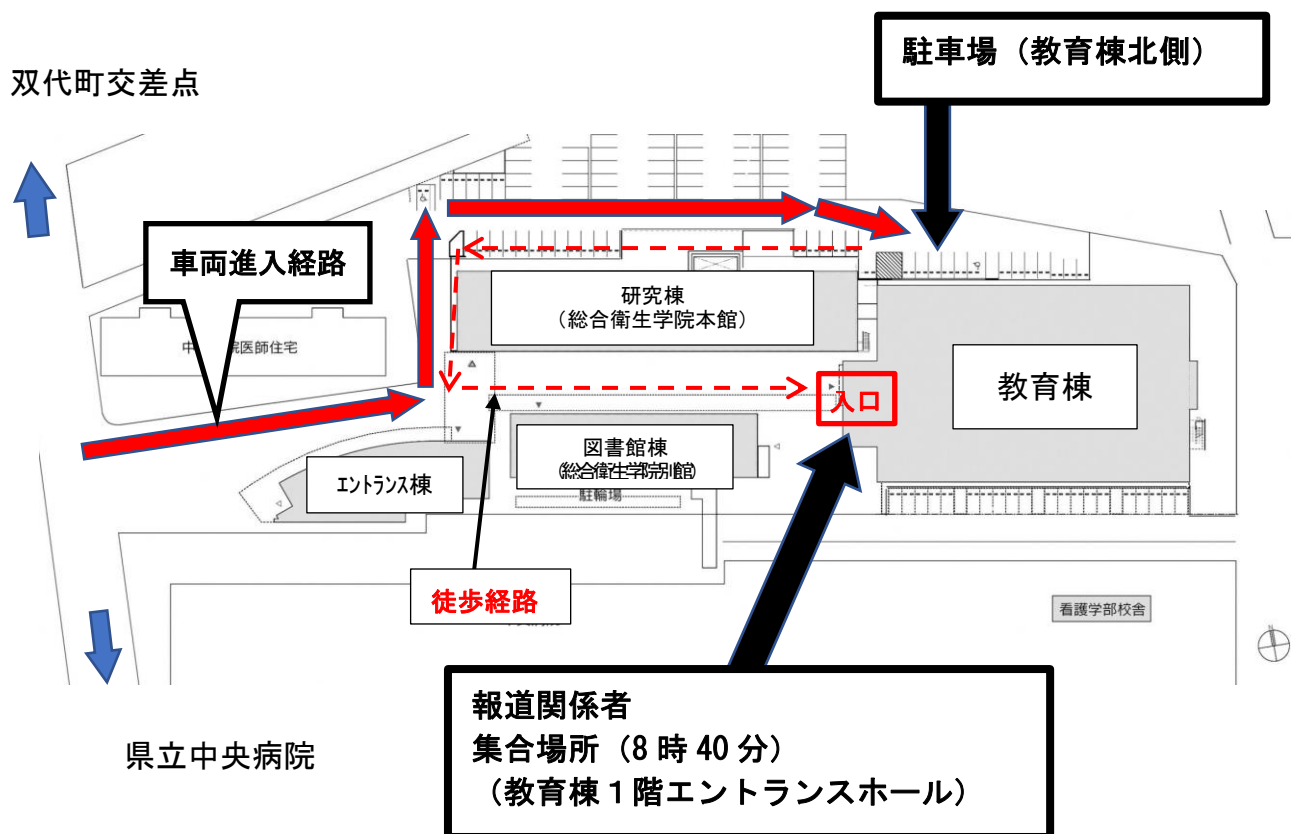 駐車場（教育棟北側）
双代町交差点
車両進入経路
研究棟
（総合衛生学院本館）
教育棟
入口
図書館棟
(総合衛生学院別館)
エントランス棟
駐輪場
徒歩経路
看護学部校舎
N
報道関係者
集合場所（8時40分）
（教育棟１階エントランスホール）
県立中央病院